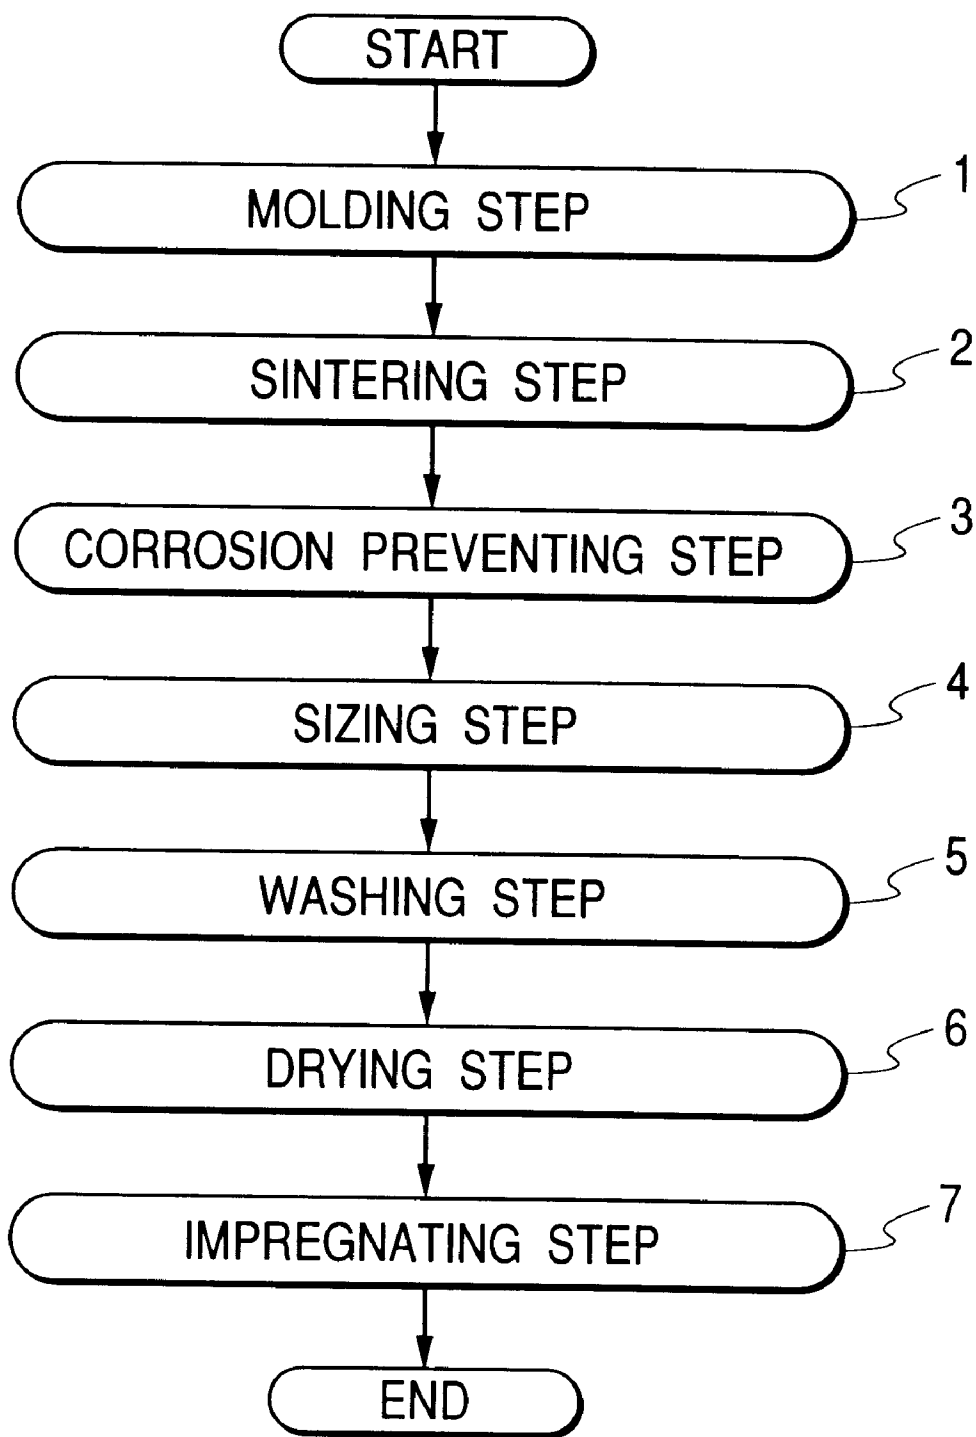 START
MOLDING STEP
1
SINTERING STEP
2
CORROSION PREVENTING STEP
3
SIZING STEP
4
WASHING STEP
5
DRYING STEP
6
IMPREGNATING STEP
7
END